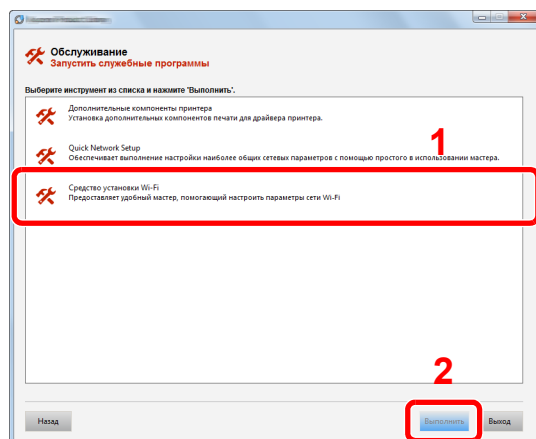 Обслуживание
Запустить служебные программы
Выберите инструмент из списка и нажмите 'Выполнить'.
Дополнительные компоненты принтера
Установка дополнительных компонентов печати для драйвера принтера.
1
Quick Network Setup
Обеспечивает выполнение настройки наиболее общих сетевых параметров с помощью простого в использовании мастера.
Средство установки Wi-Fi
Предоставляет удобный мастер, помогающий настроить параметры сети Wi-Fi
2
Назад
Выполнить
Выход